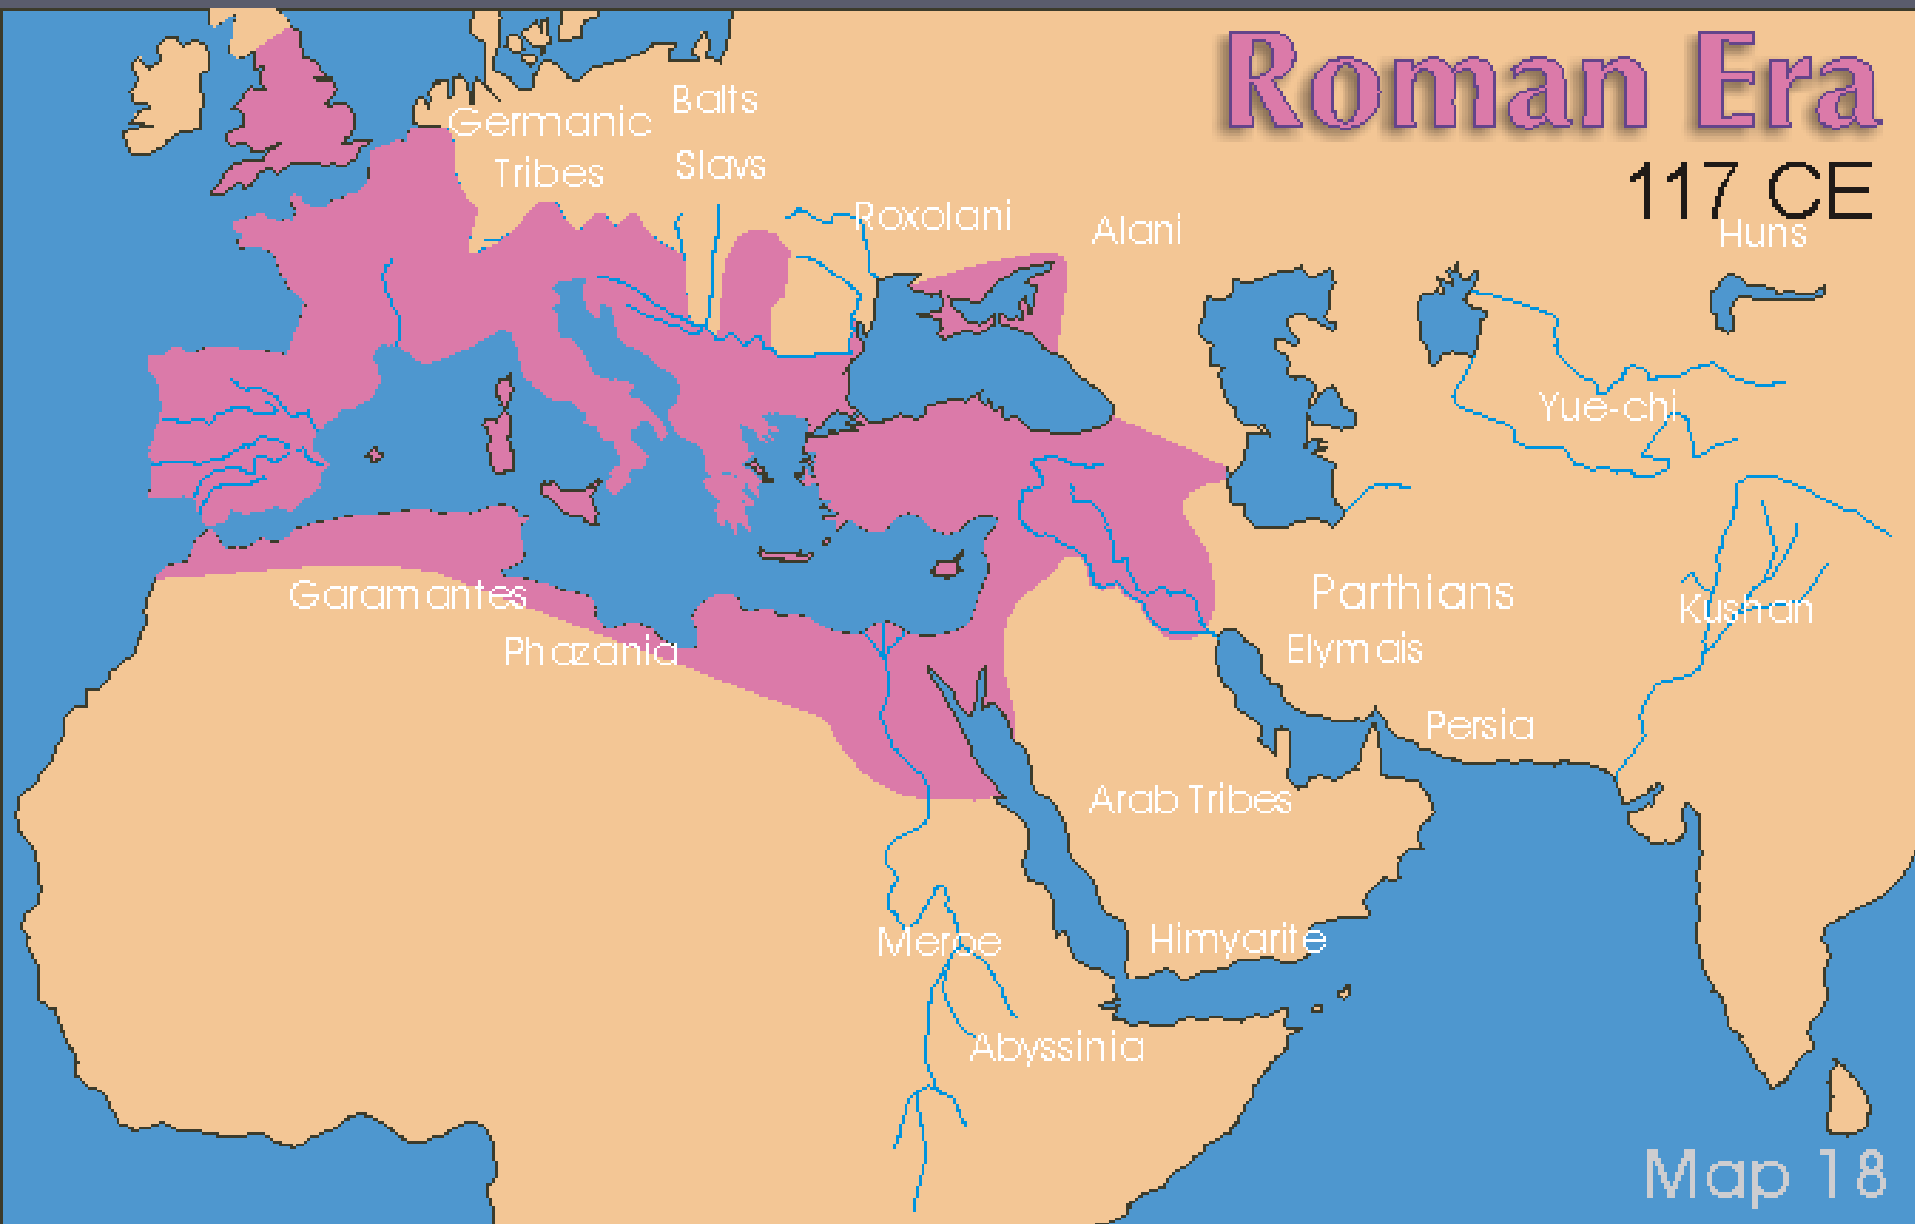 Roman Era
117 CE
Balts
Germanic
Tribes
Slavs
Roxolani
Alani
Huns
Yue-chi
Garamantes
Phazania
Parthians
Elymais
Kushan
Persia
Arab Tribes
Meroe
Himyarite
Abyssinia
Map 18